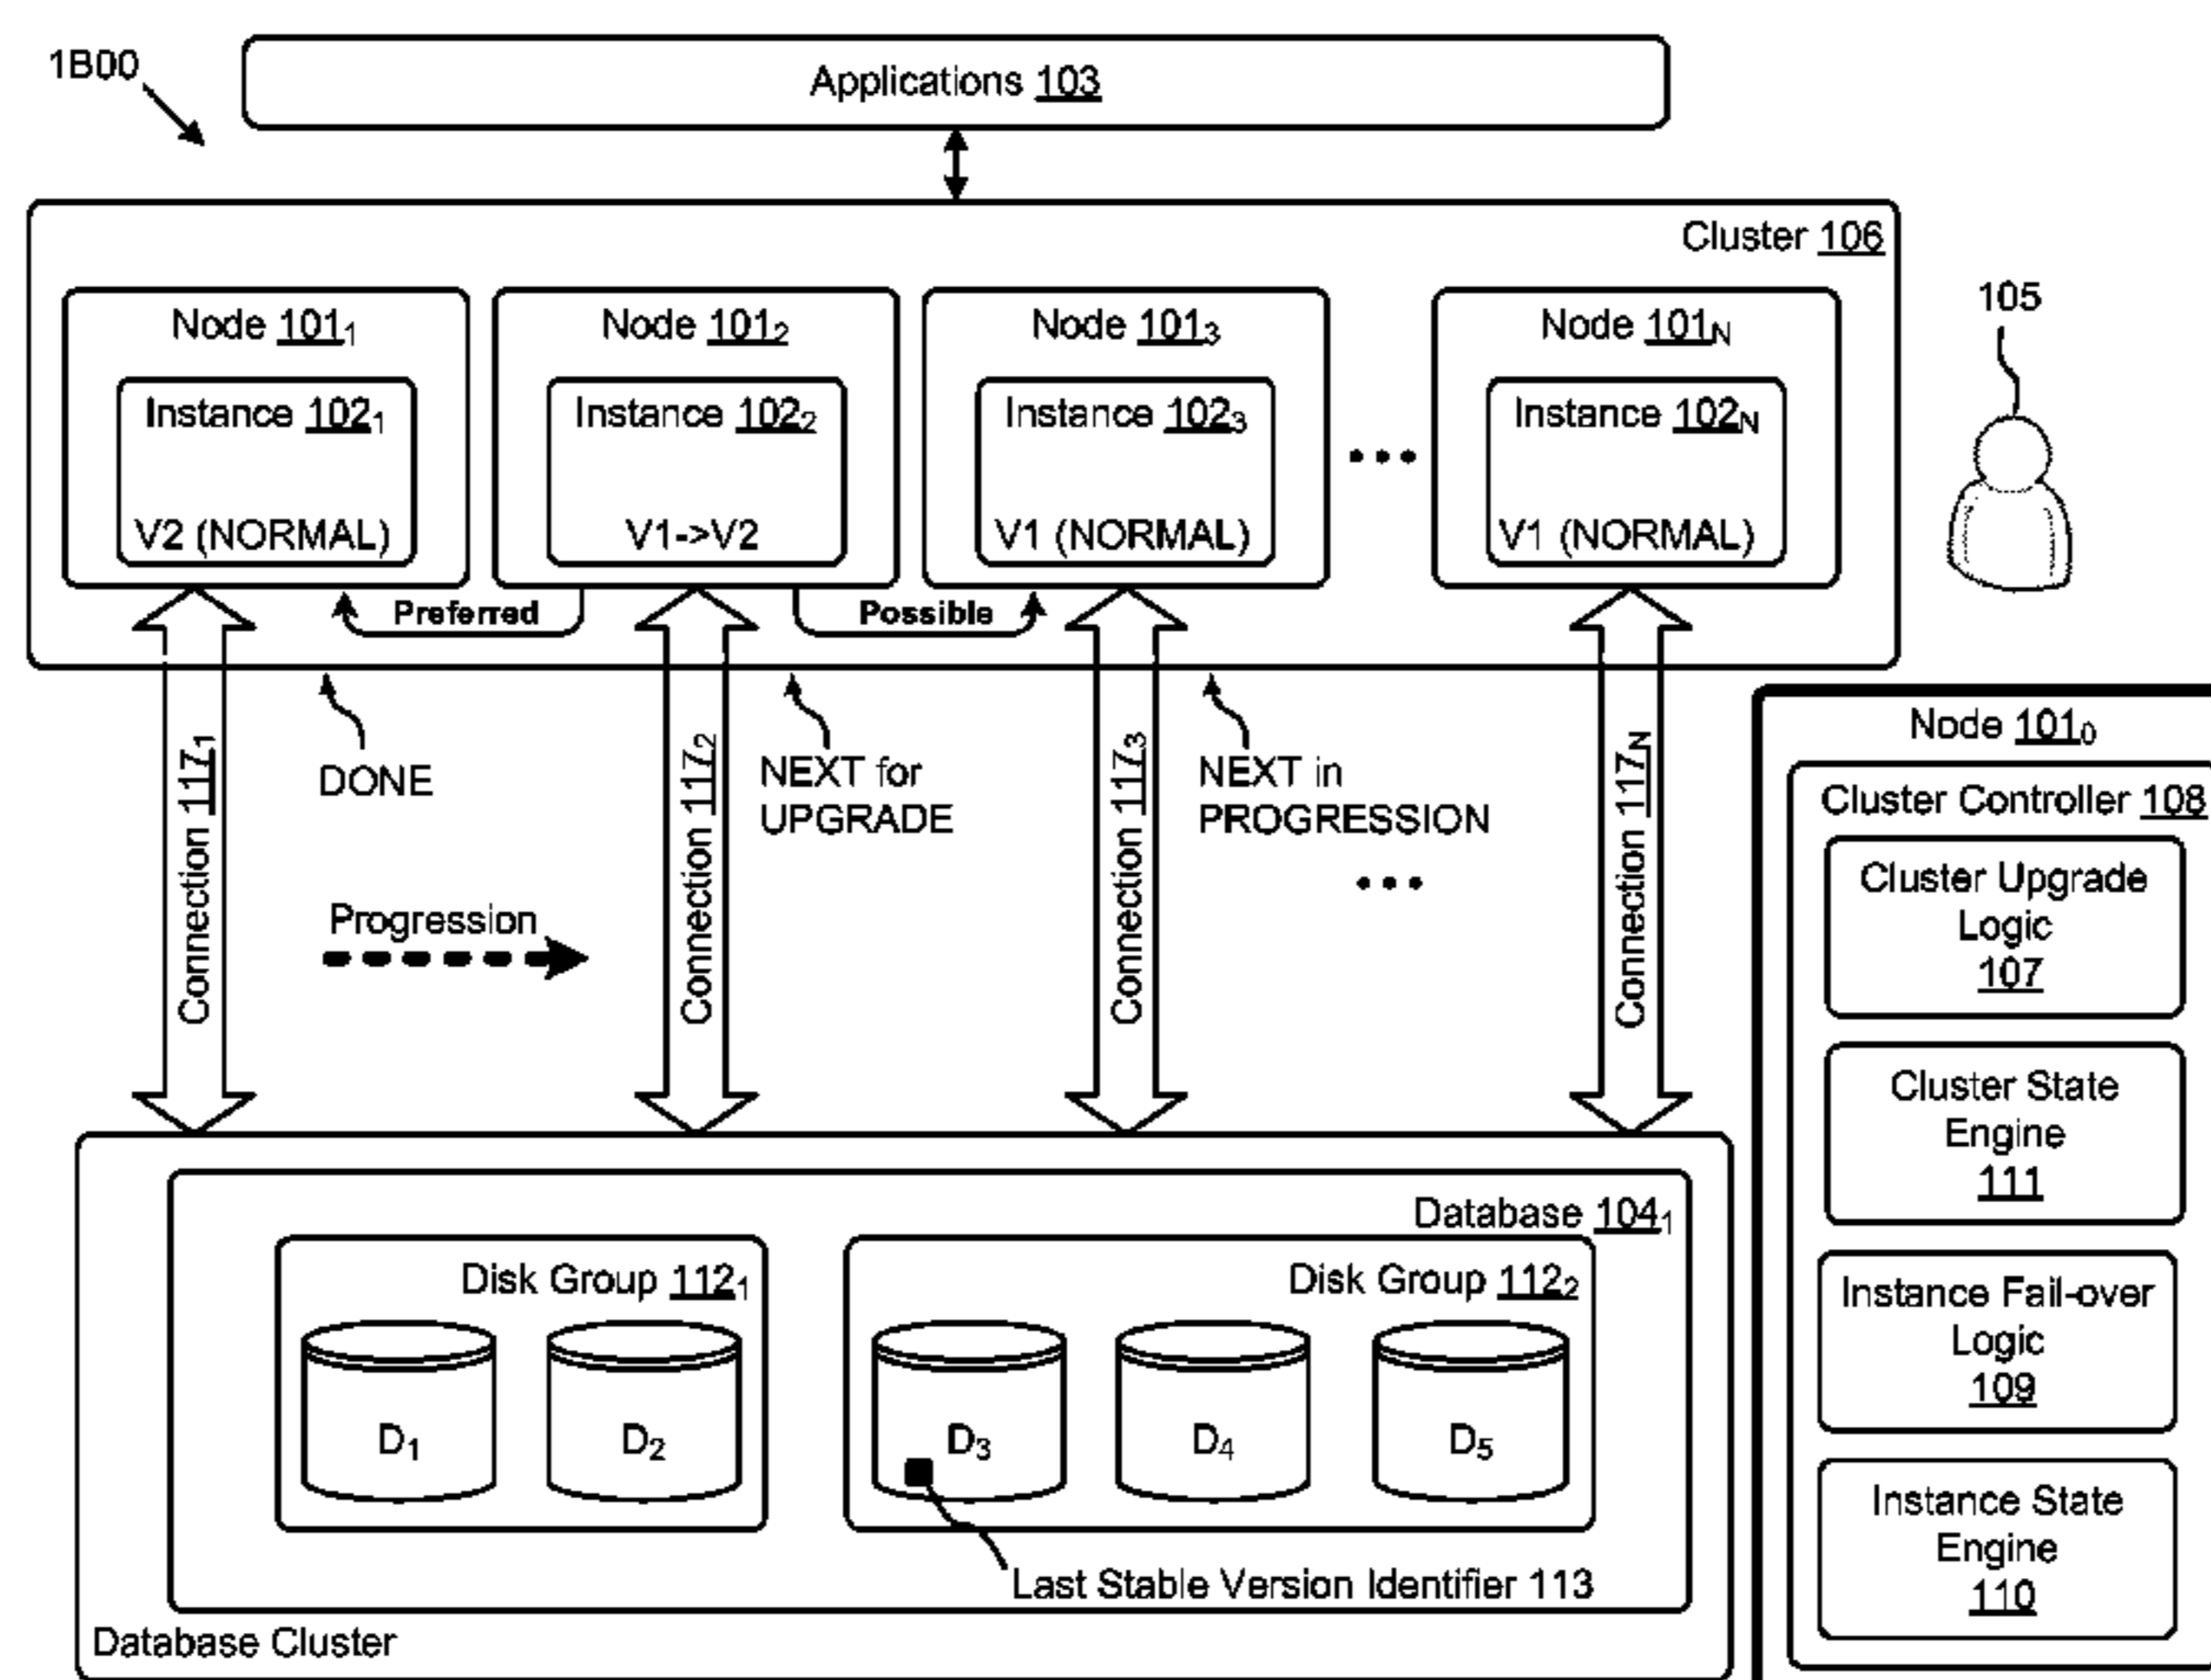 1B00
Applications 103
Cluster 106
Node 101₁
Instance 102₁
V2 (NORMAL)
Node 101₂
Instance 102₂
V1->V2
Node 101₃
Instance 102₃
V1 (NORMAL)
...
Node 101N
Instance 102N
V1 (NORMAL)
105
Preferred
Possible
DONE
NEXT for
UPGRADE
NEXT in
PROGRESSION
...
Connection 117₁
Connection 117₂
Connection 117₃
Connection 117N
Progression
Node 101₀
Cluster Controller 108
Cluster Upgrade
Logic
107
Cluster State
Engine
111
Instance Fail-over
Logic
109
Instance State
Engine
110
Database 104₁
Disk Group 112₁
D₁
D₂
Disk Group 112₂
D₃
D₄
D₅
Last Stable Version Identifier 113
Database Cluster